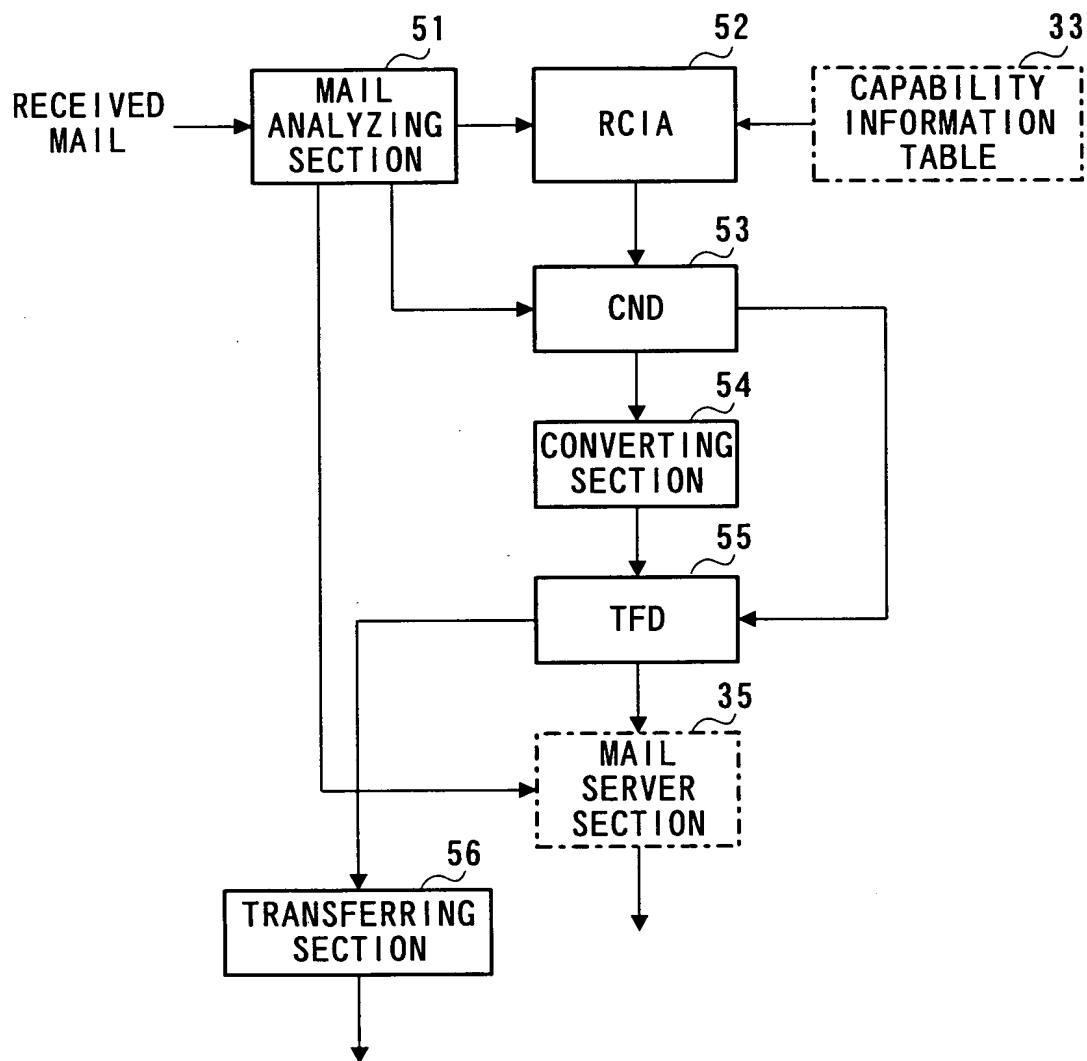 51
52
33
RECEIVED
MAIL
MAIL
ANALYZING
SECTION
RCIA
CAPABILITY
INFORMATION
TABLE
53
CND
54
CONVERTING
SECTION
55
TFD
35
MAIL
SERVER
SECTION
56
TRANSFERRING
SECTION